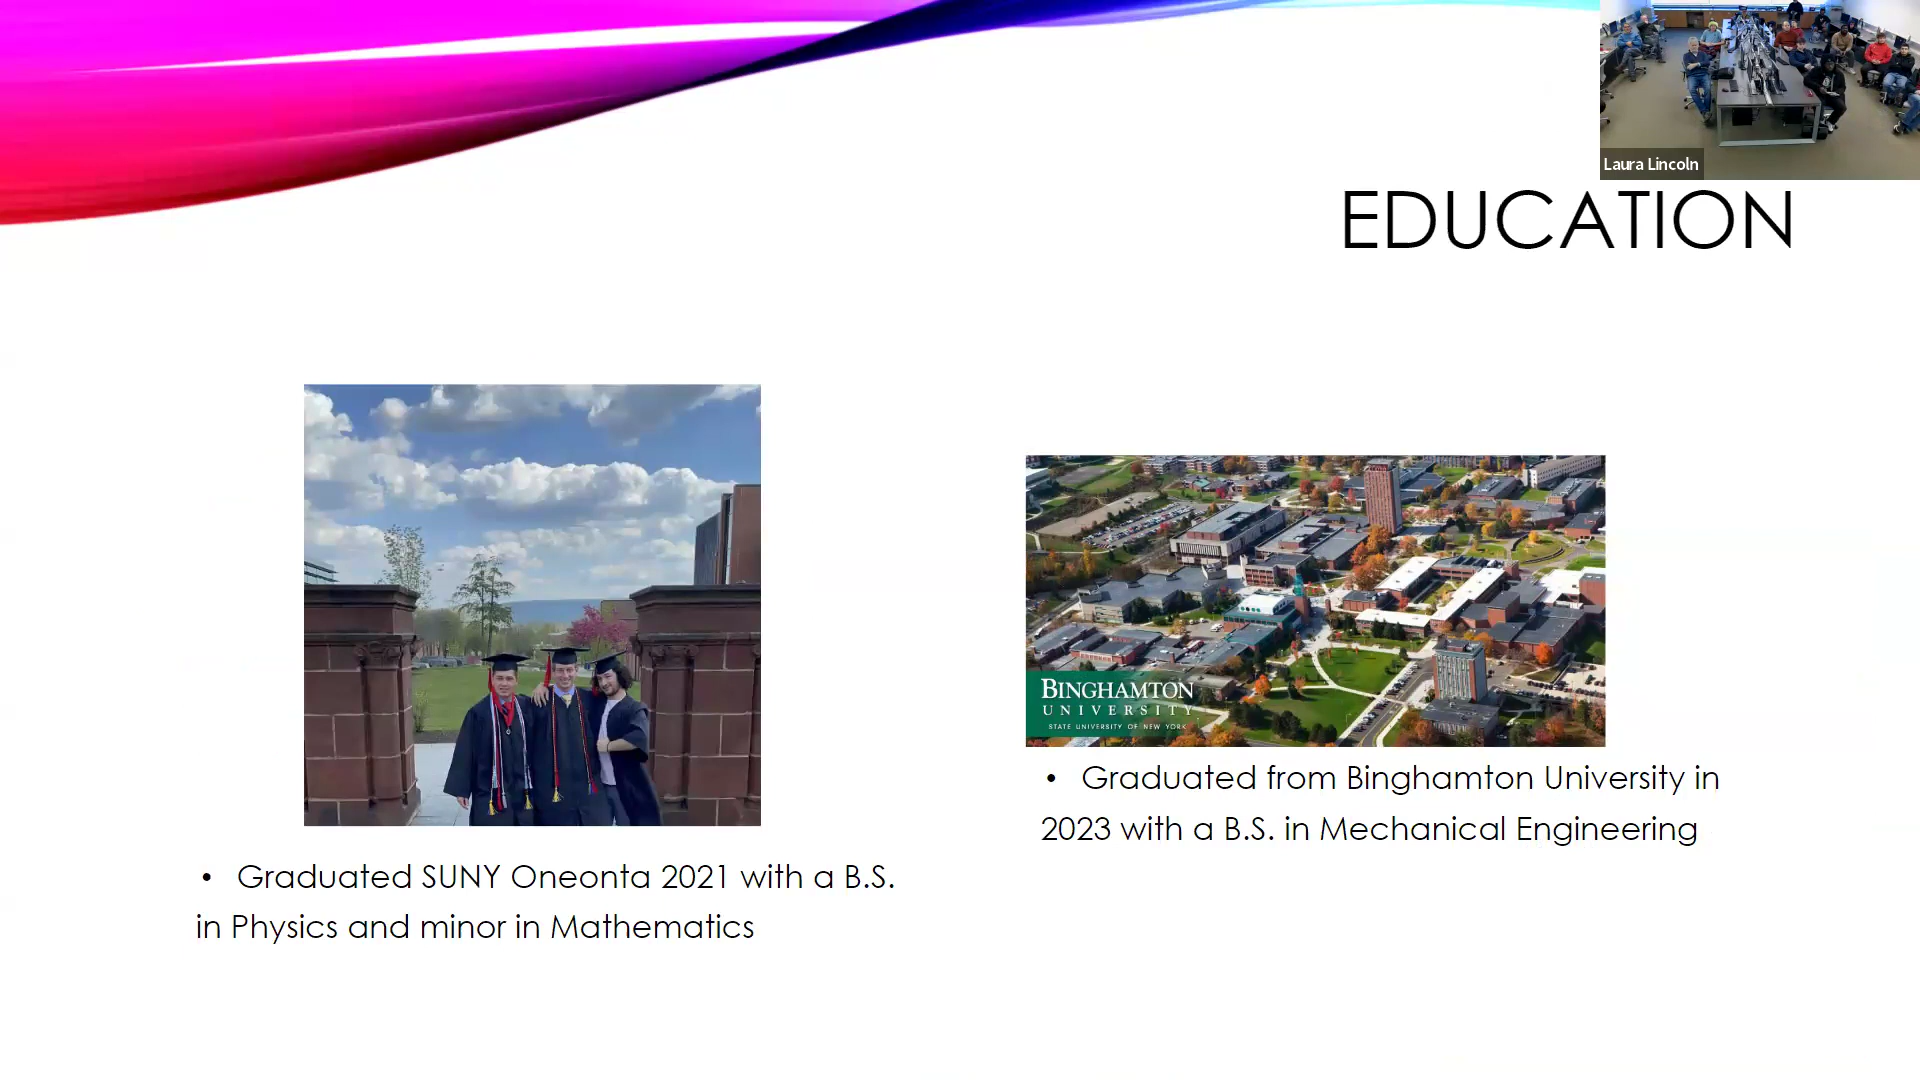 Laura Lincoln
EDUCATION
BINGHAMTON
UNIVERSITY
STATE UNIVERSITY OF NEW YORK
• Graduated SUNY Oneonta 2021 with a B.S.
in Physics and minor in Mathematics
• Graduated from Binghamton University in
2023 with a B.S. in Mechanical Engineering